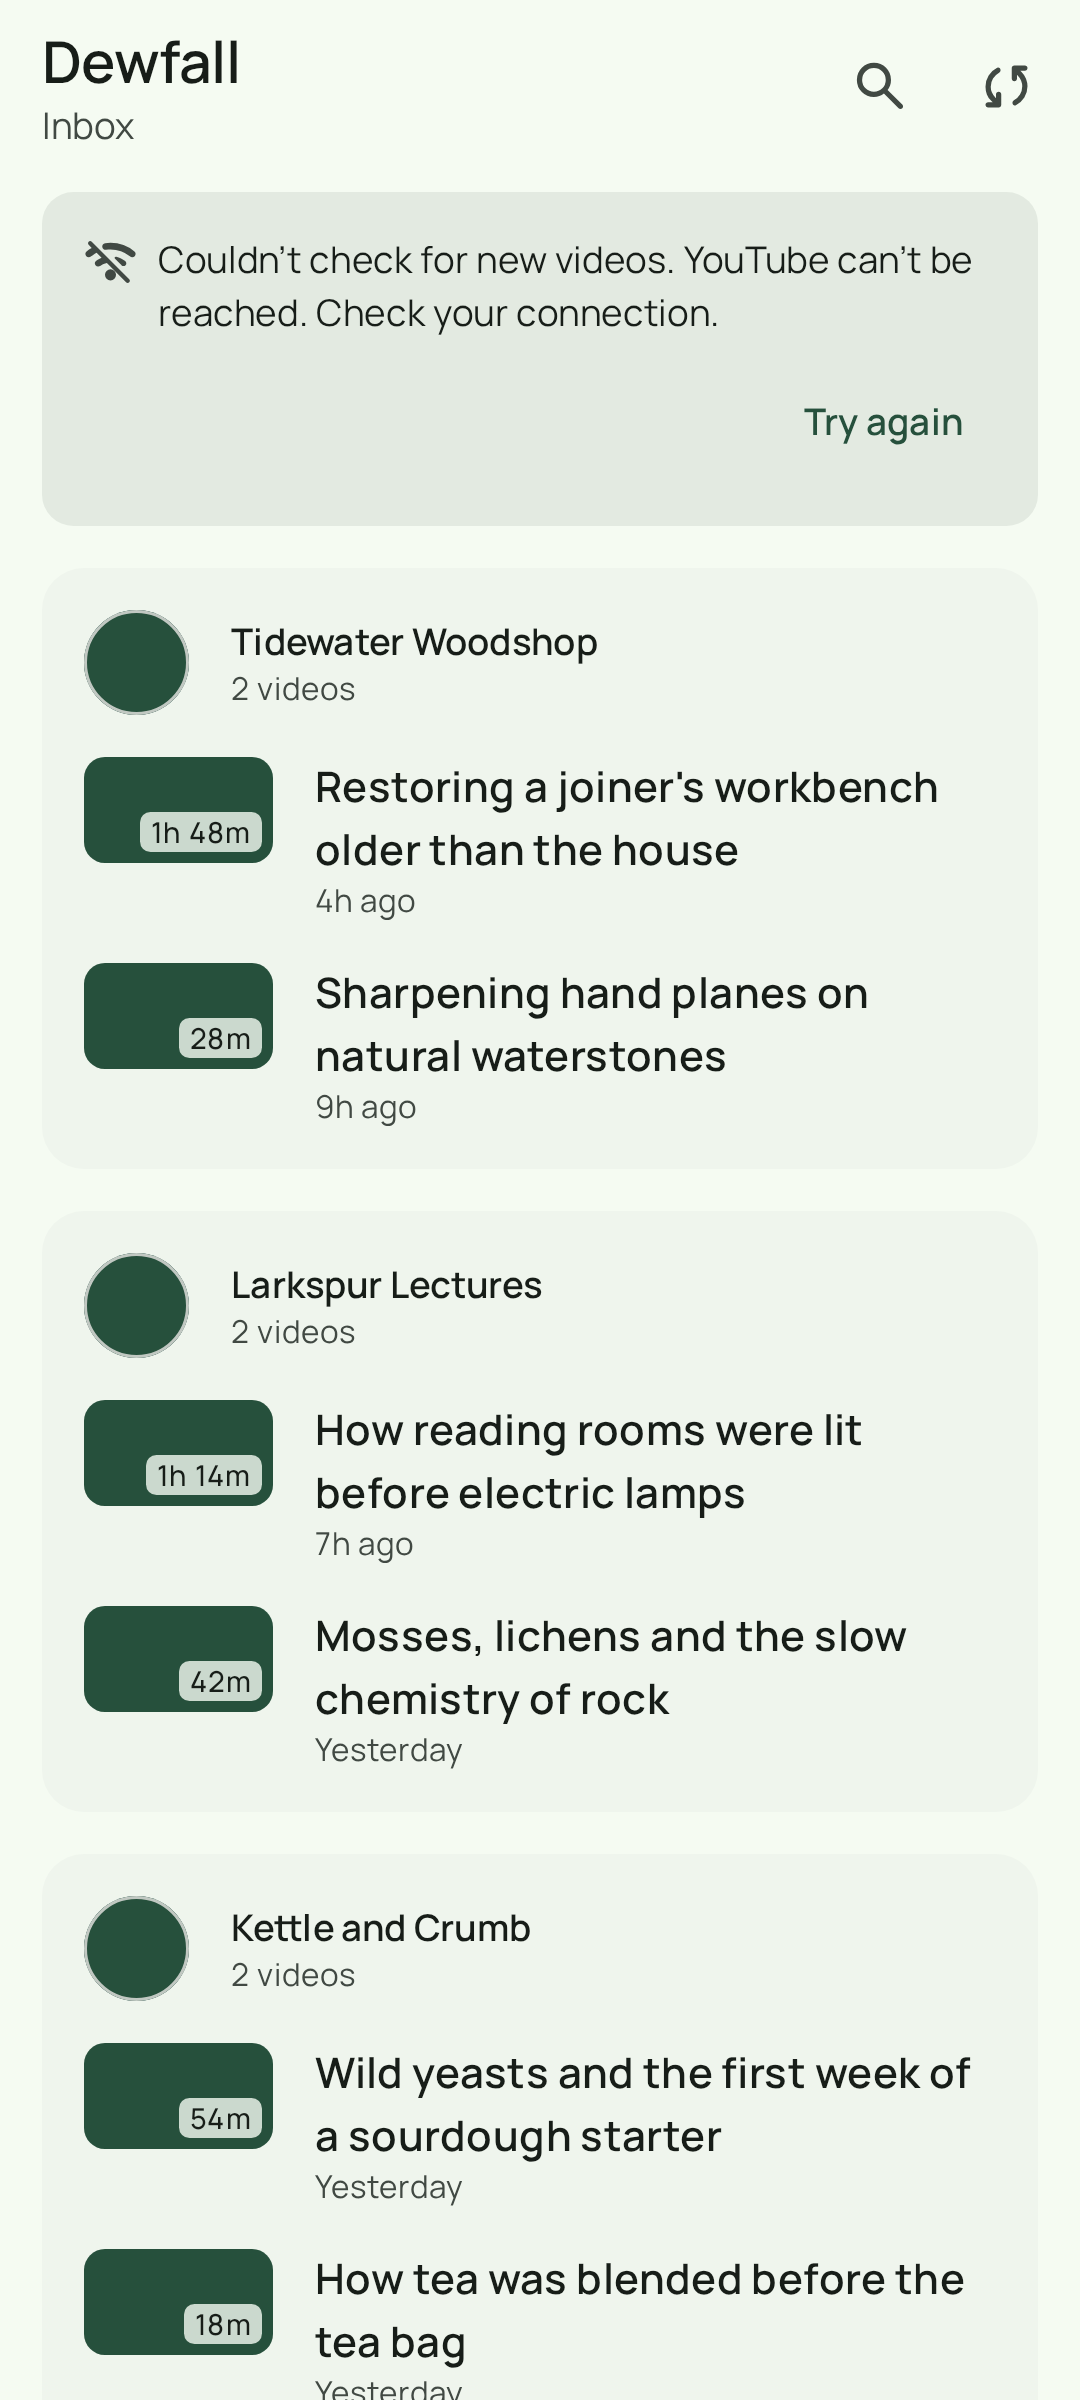 Dewfall
Inbox
Couldn’t check for new videos. YouTube can’t be
reached. Check your connection.
Try again
Tidewater Woodshop
2 videos
1h 48m
Restoring a joiner's workbench
older than the house
4h ago
28m
Sharpening hand planes on
natural waterstones
9h ago
Larkspur Lectures
2 videos
1h 14m
How reading rooms were lit
before electric lamps
7h ago
42m
Mosses, lichens and the slow
chemistry of rock
Yesterday
Kettle and Crumb
2 videos
54m
Wild yeasts and the first week of
a sourdough starter
Yesterday
18m
How tea was blended before the
tea bag
Yesterday